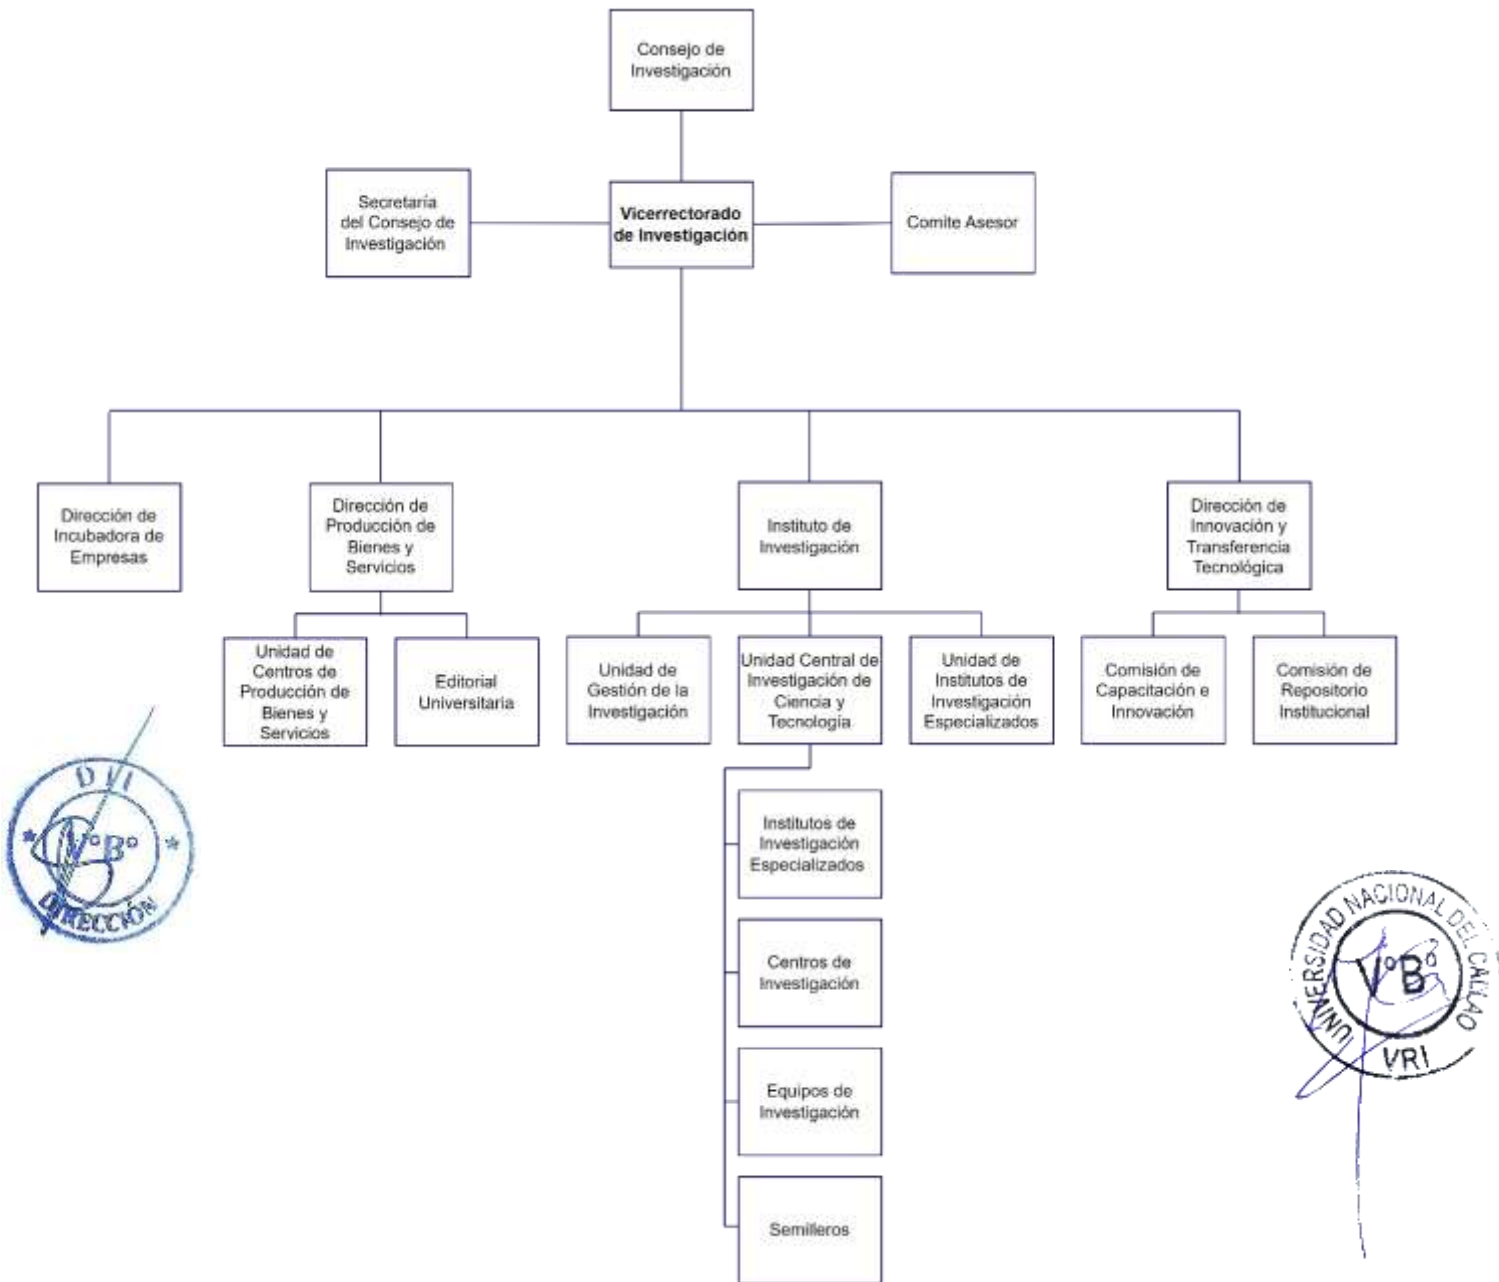 Consejo de
Investigación
Secretaría
del Consejo de
Investigación
Vicerrectorado
de Investigación
Comite Asesor
Dirección de
Incubadora de
Empresas
Dirección de
Producción de
Bienes y
Servicios
Instituto de
Investigación
Dirección de
Innovación y
Transferencia
Tecnológica
Unidad de
Centros de
Producción de
Bienes y
Servicios
Editorial
Universitaria
Unidad de
Gestión de la
Investigación
Unidad Central de
Investigación de
Ciencia y
Tecnología
Unidad de
Institutos de
Investigación
Especializados
Comisión de
Capacitación e
Innovación
Comisión de
Repositorio
Institucional
Institutos de
Investigación
Especializados
Centros de
Investigación
Equipos de
Investigación
Semilleros
V°B°
DIRECCIÓN
UNIVERSIDAD NACIONAL DEL CALLAO
V°B°
VRI